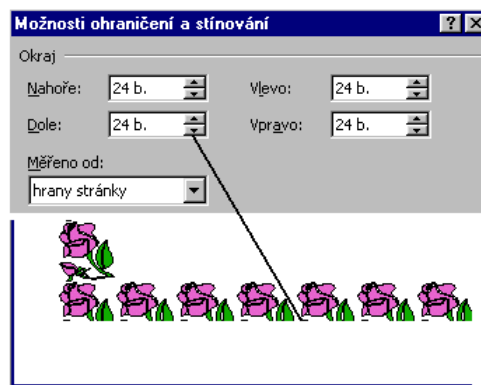 Možnosti ohraničení a stínování
Okraj
Nahoře: 24 b. Vlevo: 24 b.
Dole: 24 b. Vpravo: 24 b.
Měřeno od:
hrany stránky